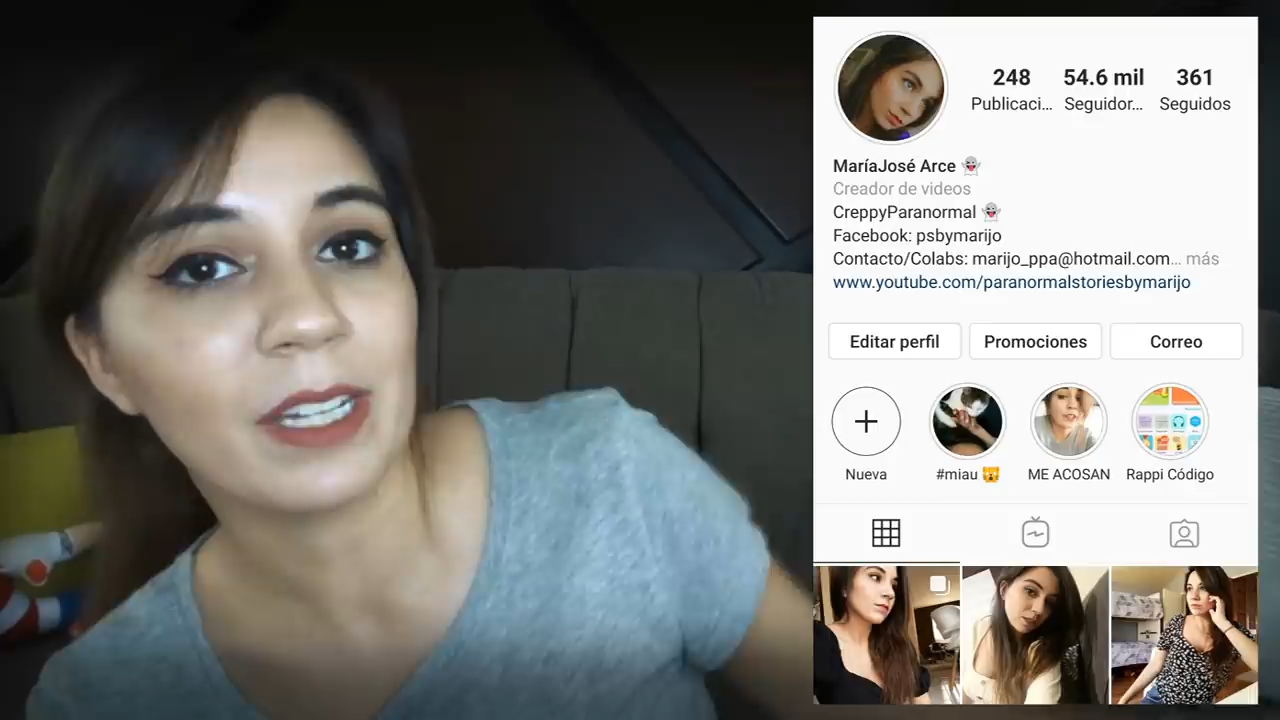 248 54.6 mil 361
Publicaci... Seguidor... Seguidos
MaríaJosé Arce 👻
Creador de videos
CreppyParanormal 👻
Facebook: psbymarijo
Contacto/Colabs: marijo_ppa@hotmail.com... más
www.youtube.com/paranormalstoriesbymarijo
Editar perfil Promociones Correo
Nueva #miau 🐱 ME ACOSAN Rappi Código